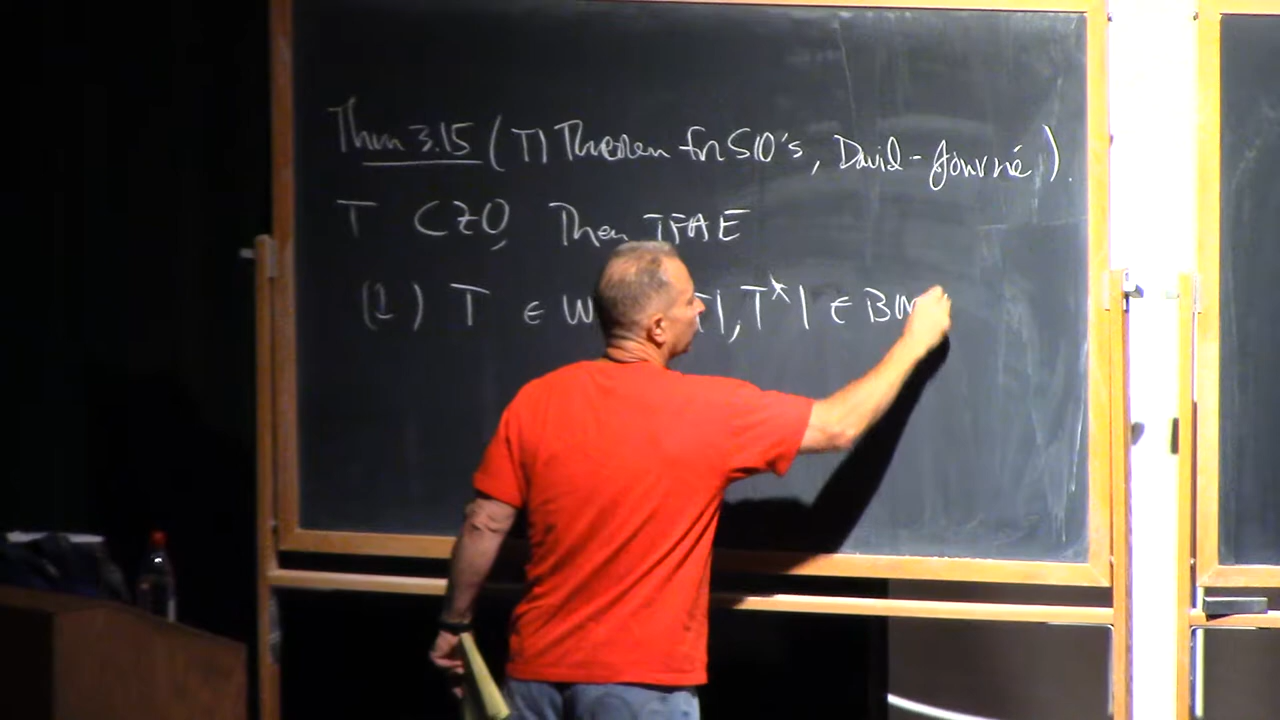 Thm 3.15 (T1 Theorem for SIO's, David-Journé).
T CZO, Then TFAE
(1) T ∈ W T1, T*1 ∈ BM